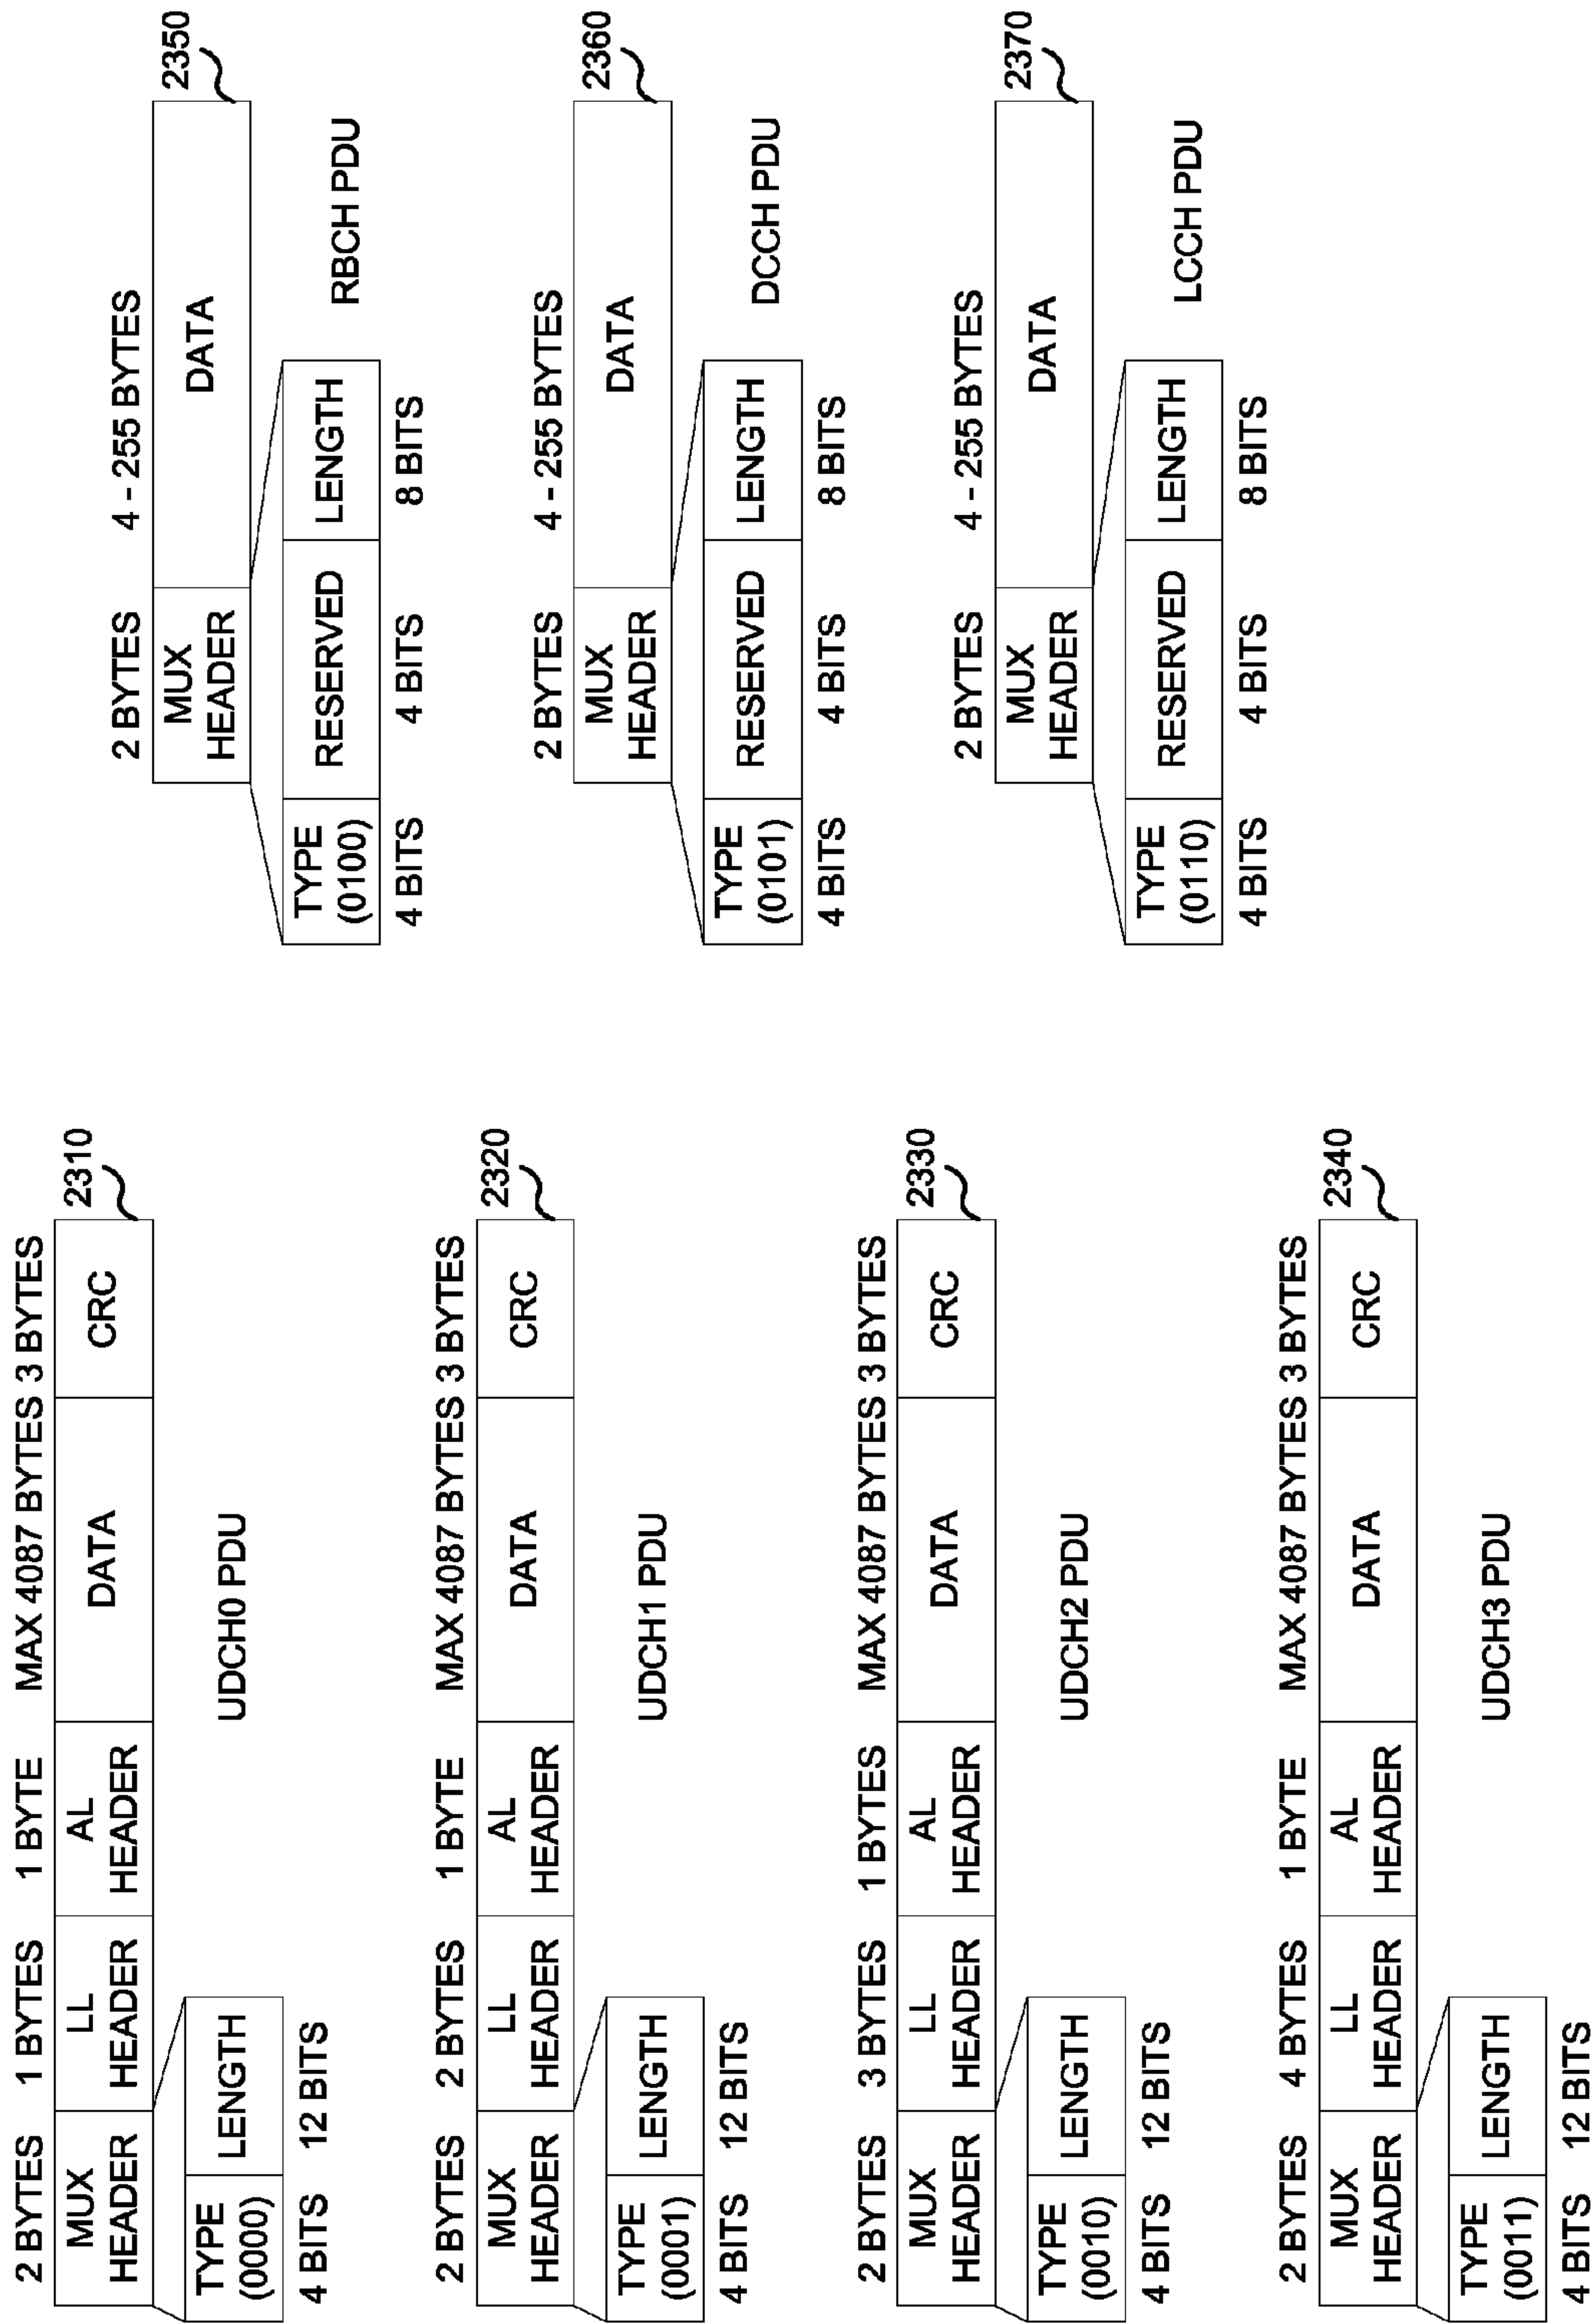 2 BYTES 1 BYTES 1 BYTE MAX 4087 BYTES 3 BYTES
MUX HEADER LL HEADER AL HEADER DATA CRC
2310
TYPE (0000) LENGTH
4 BITS 12 BITS
UDCH0 PDU
2 BYTES 2 BYTES 1 BYTE MAX 4087 BYTES 3 BYTES
MUX HEADER LL HEADER AL HEADER DATA CRC
2320
TYPE (0001) LENGTH
4 BITS 12 BITS
UDCH1 PDU
2 BYTES 3 BYTES 1 BYTES MAX 4087 BYTES 3 BYTES
MUX HEADER LL HEADER AL HEADER DATA CRC
2330
TYPE (0010) LENGTH
4 BITS 12 BITS
UDCH2 PDU
2 BYTES 4 BYTES 1 BYTE MAX 4087 BYTES 3 BYTES
MUX HEADER LL HEADER AL HEADER DATA CRC
2340
TYPE (0011) LENGTH
4 BITS 12 BITS
UDCH3 PDU
2 BYTES 4 - 255 BYTES
MUX HEADER DATA
2350
TYPE (0100) RESERVED LENGTH
4 BITS 4 BITS 8 BITS
RBCH PDU
2 BYTES 4 - 255 BYTES
MUX HEADER DATA
2360
TYPE (0101) RESERVED LENGTH
4 BITS 4 BITS 8 BITS
DCCH PDU
2 BYTES 4 - 255 BYTES
MUX HEADER DATA
2370
TYPE (0110) RESERVED LENGTH
4 BITS 4 BITS 8 BITS
LCCH PDU